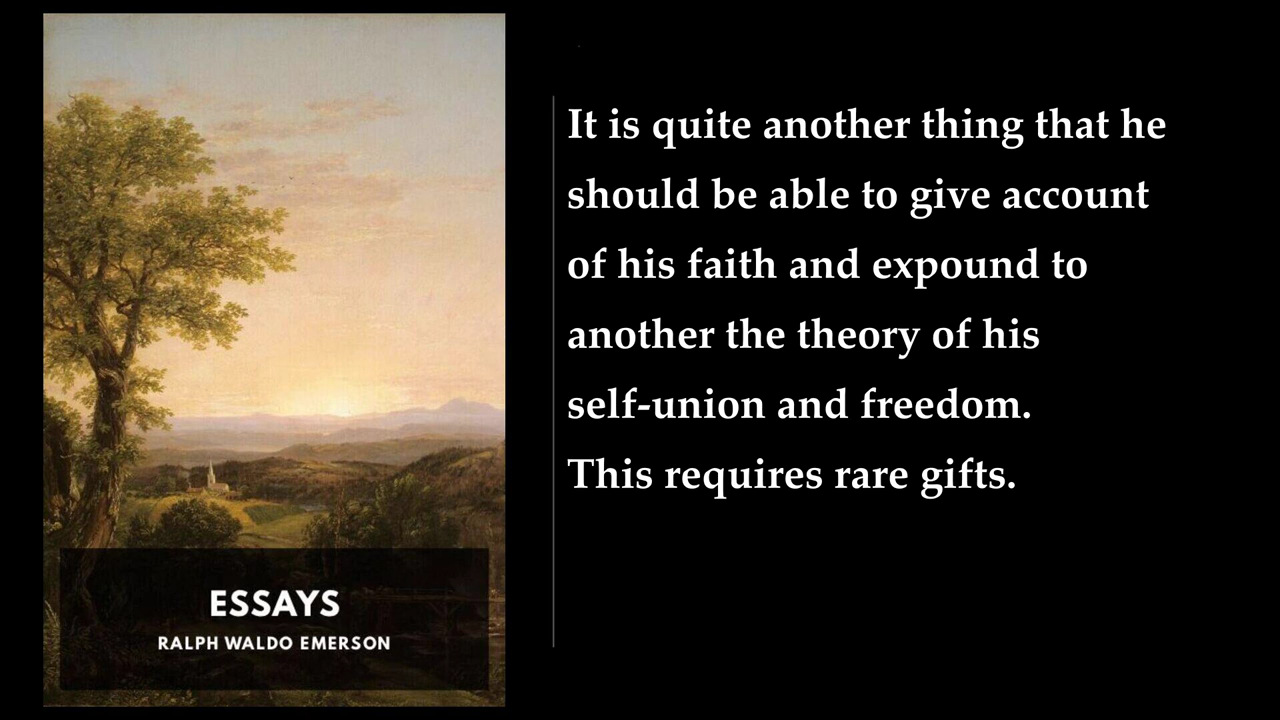 It is quite another thing that he
should be able to give account
of his faith and expound to
another the theory of his
self-union and freedom.
This requires rare gifts.
ESSAYS
RALPH WALDO EMERSON